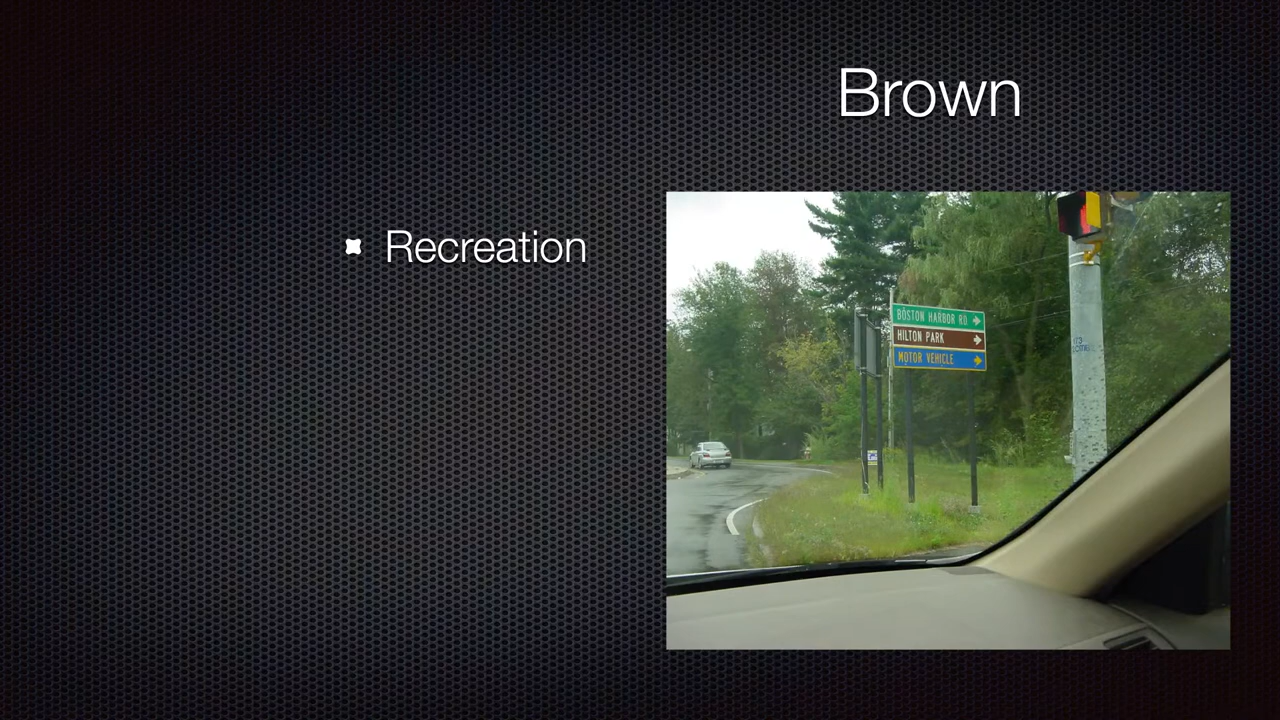 Brown
Recreation
BOSTON HARBOR RD.
HILTON PARK
MOTOR VEHICLE